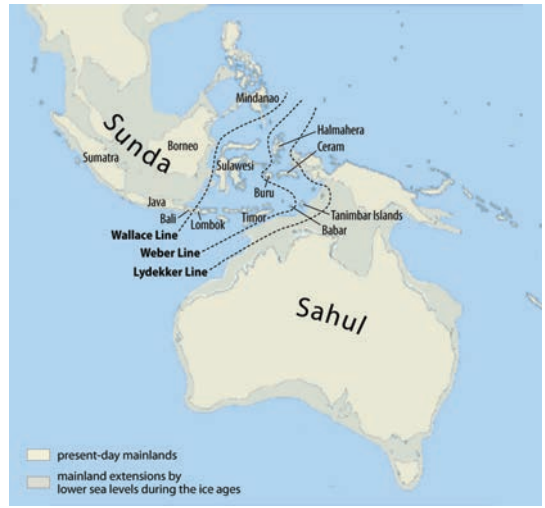 Mindanao
Sunda
Halmahera
Ceram
Borneo
Sumatra
Sulawesi
Buru
Java
Bali
Lombok
Timor
Tanimbar Islands
Babar
Wallace Line
Weber Line
Lydekker Line
Sahul
present-day mainlands
mainland extensions by
lower sea levels during the ice ages